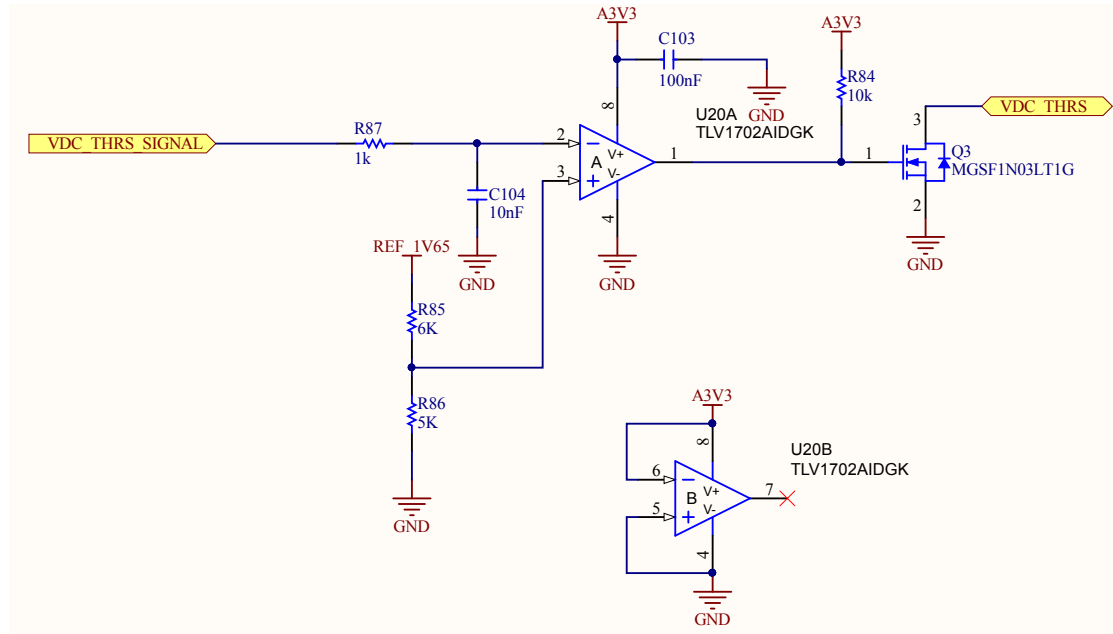 A3V3
C103
100nF
GND
A3V3
R84
10k
VDC_THRS
VDC_THRS_SIGNAL
R87
1k
C104
10nF
GND
2
3
8
4
1
A
V+
V-
U20A
TLV1702AIDGK
GND
1
3
2
Q3
MGSF1N03LT1G
GND
REF_1V65
R85
6K
R86
5K
GND
A3V3
8
6
5
B
V+
V-
7
4
U20B
TLV1702AIDGK
GND